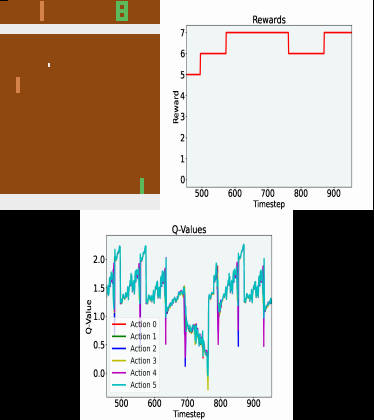 1 8
Rewards
7
6
5
4
3
2
1
0
Reward
500 600 700 800 900
Timestep
Q-Values
2.0
1.5
1.0
0.5
0.0
Q-Value
Action 0
Action 1
Action 2
Action 3
Action 4
Action 5
500 600 700 800 900
Timestep